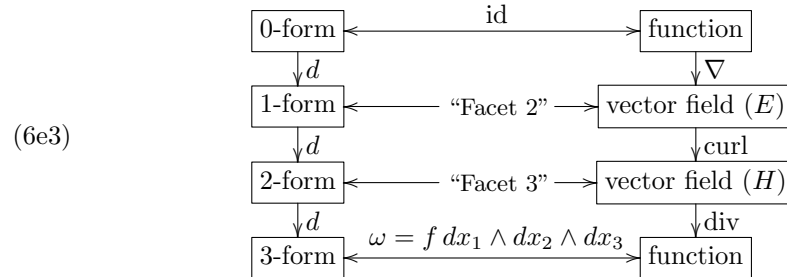 0-form id function
d ∇
1-form “Facet 2” vector field (E)
(6e3)
d curl
2-form “Facet 3” vector field (H)
d div
ω = f dx₁ ∧ dx₂ ∧ dx₃
3-form function